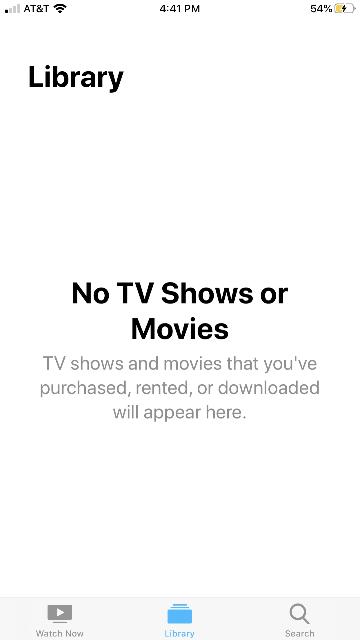 AT&T 4:41 PM 54%
Library
No TV Shows or
Movies
TV shows and movies that you've
purchased, rented, or downloaded
will appear here.
Watch Now Library Search